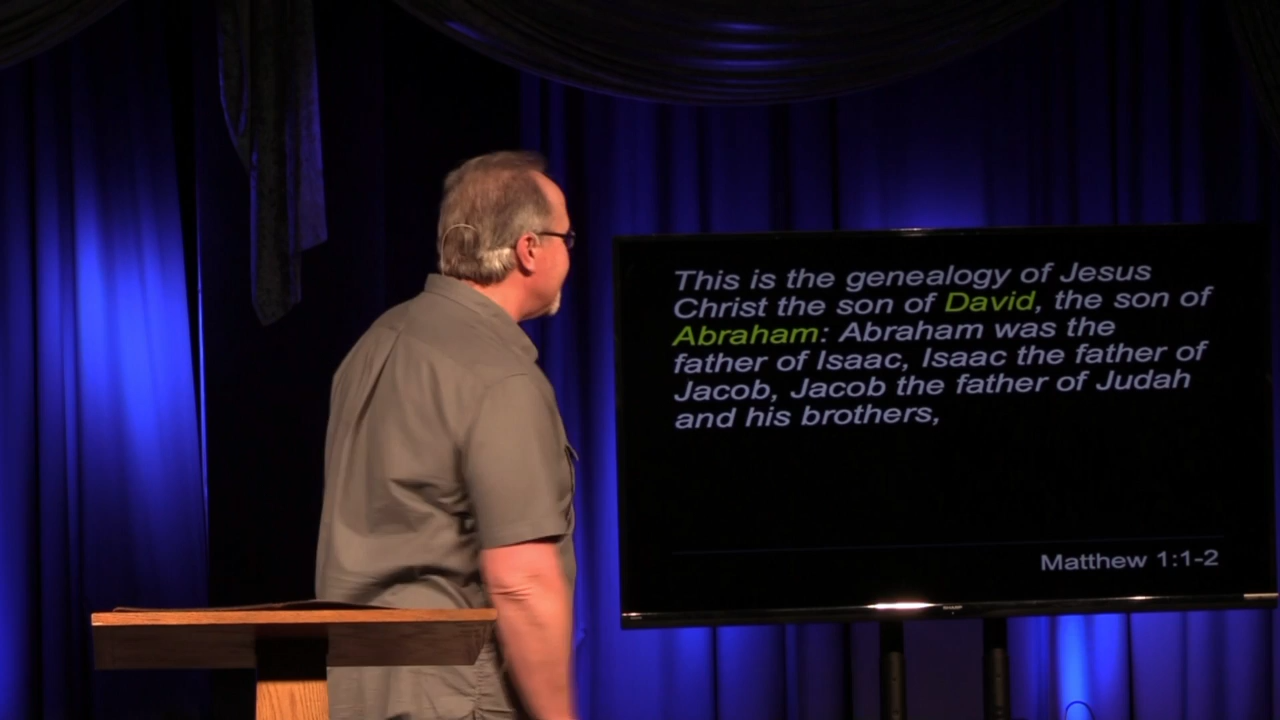 This is the genealogy of Jesus
Christ the son of David, the son of
Abraham: Abraham was the
father of Isaac, Isaac the father of
Jacob, Jacob the father of Judah
and his brothers,
Matthew 1:1-2